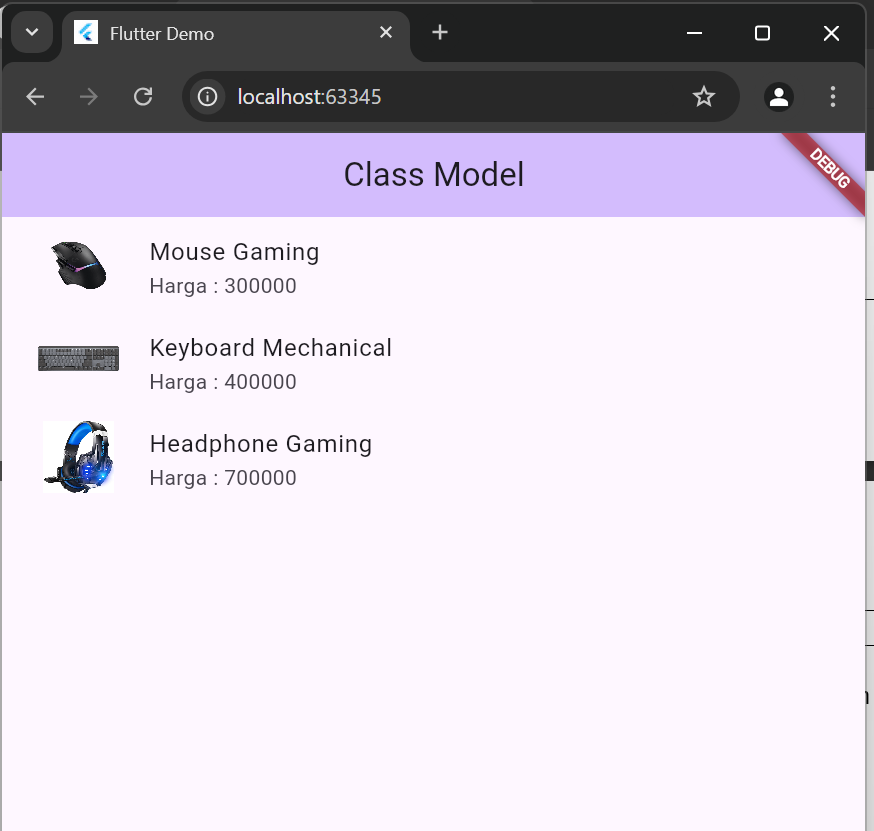 Flutter Demo
localhost:63345
Class Model
DEBUG
Mouse Gaming
Harga : 300000
Keyboard Mechanical
Harga : 400000
Headphone Gaming
Harga : 700000